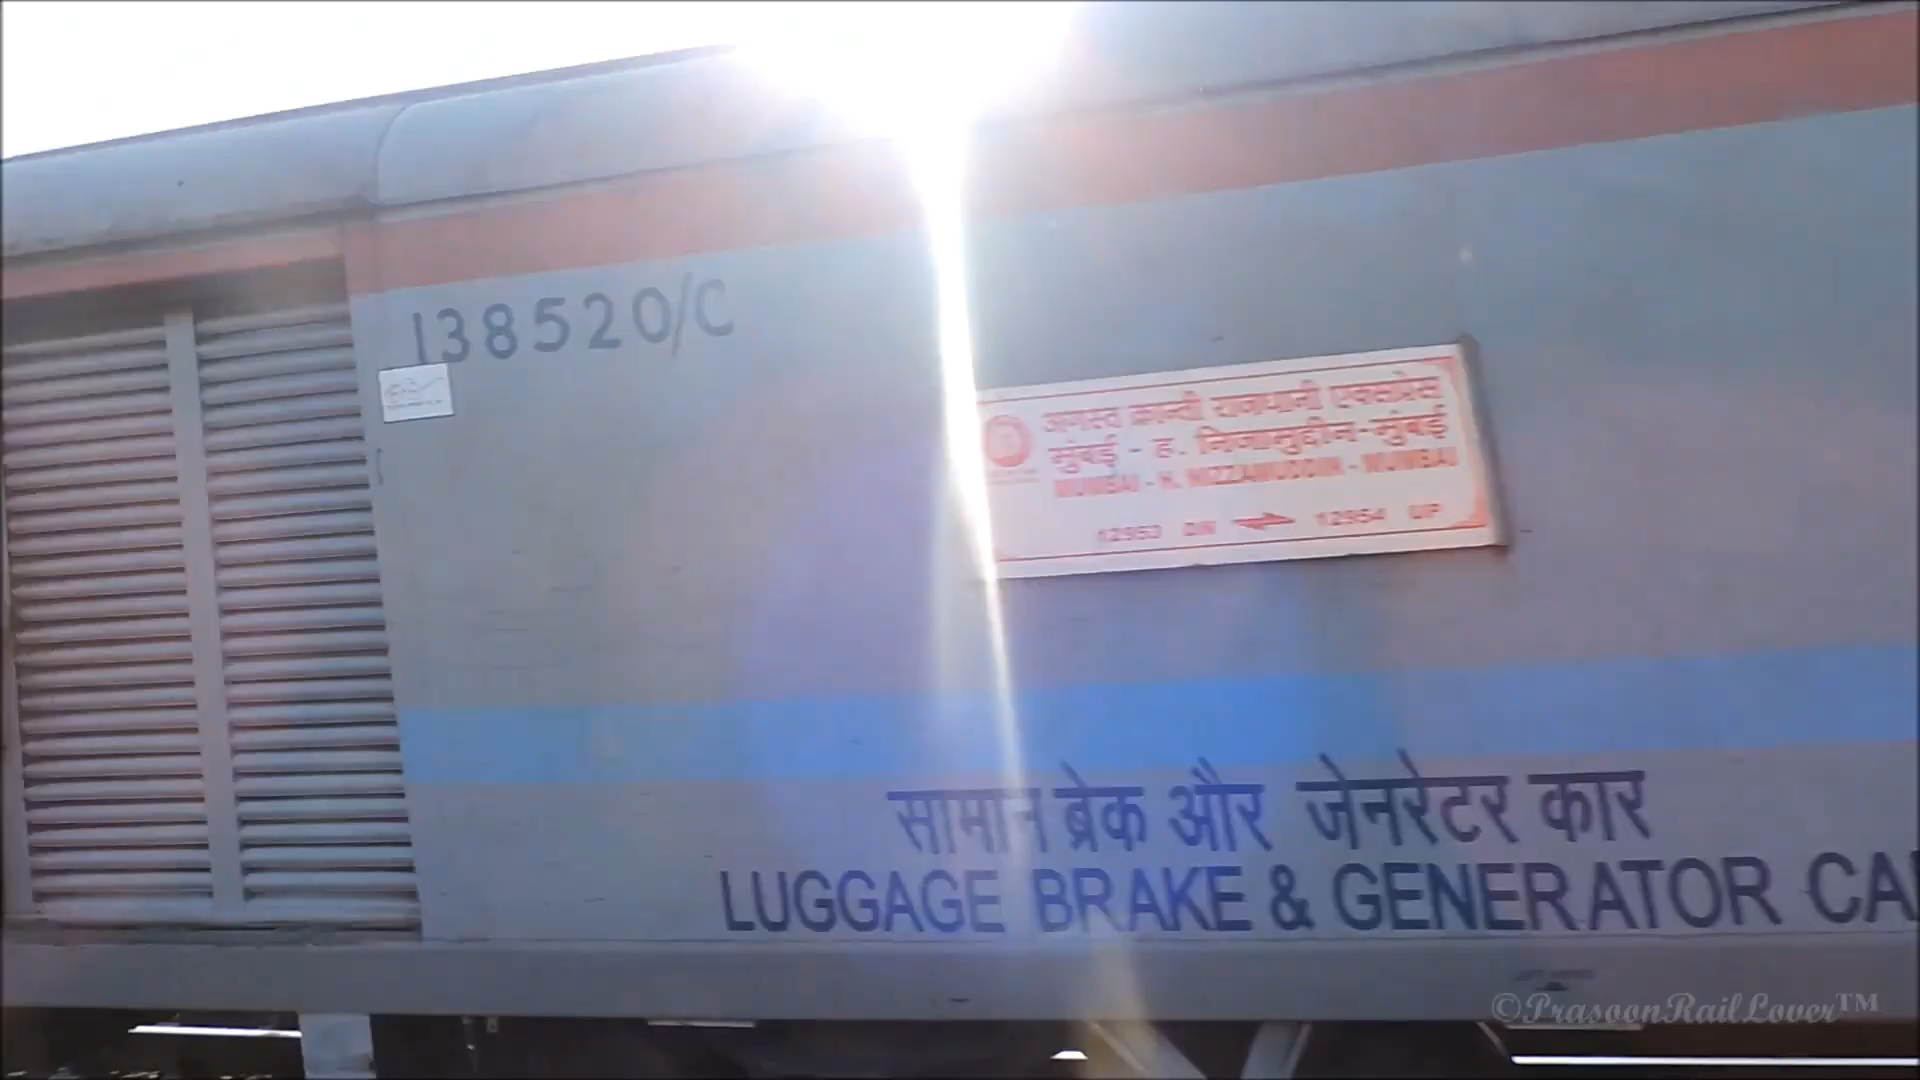 138520/C
अगस्त क्रान्ती राजधानी एक्सप्रेस
मुंबई - ह. निजामुद्दीन - मुंबई
MUMBAI - H. NIZZAMUDDIN - MUMBAI
12953 DN 12954 UP
सामान ब्रेक और जेनरेटर कार
LUGGAGE BRAKE & GENERATOR CA
©PrasoonRailLover™